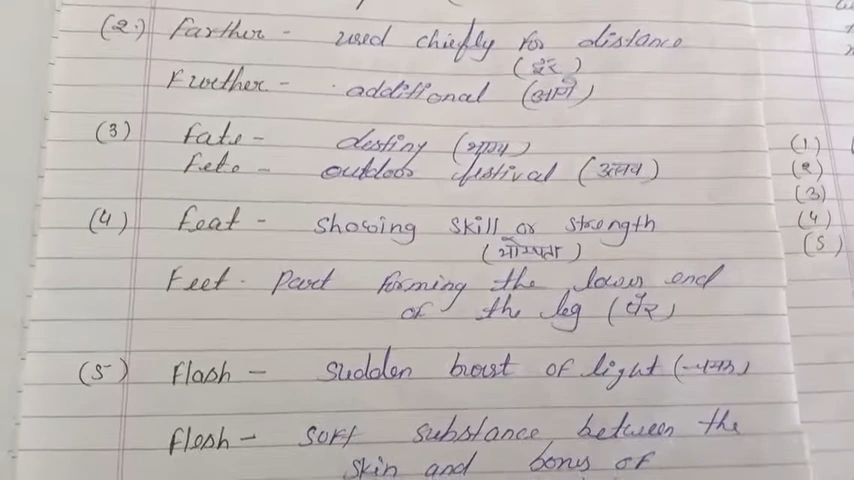 (2.) Farther - used chiefly for distance
(दूर)
Further - additional (आगे)
(3) Fate - destiny (भाग्य)
Fete - outdoor festival (उत्सव)
(4) Feat - showing skill or strength
(योग्यता)
Feet - Part forming the lower end
of the leg (पैर)
(5) Flash - Sudden burst of light (चमक)
Flesh - soft substance between the
skin and bones of
(1)
(2)
(3)
(4)
(5)